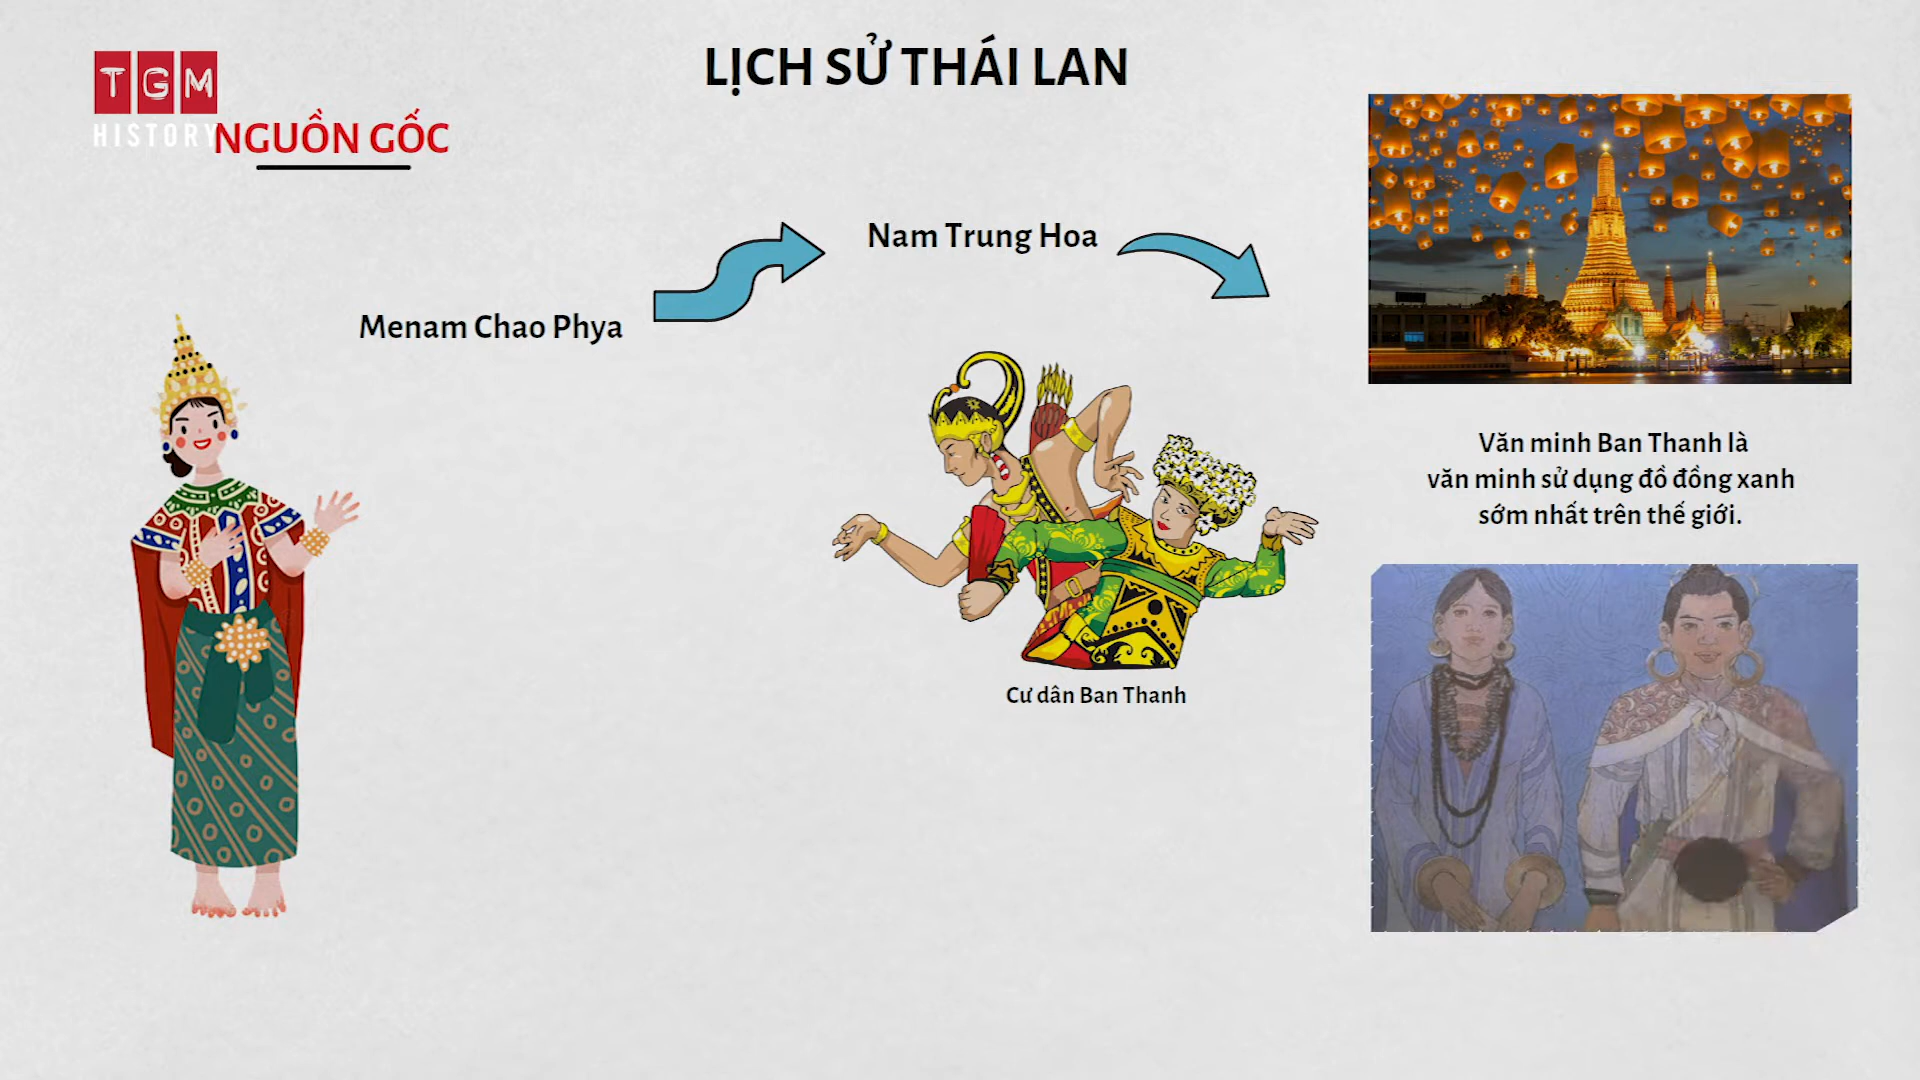 LỊCH SỬ THÁI LAN
TGM
HISTORY
NGUỒN GỐC
Nam Trung Hoa
Menam Chao Phya
Văn minh Ban Thanh là
văn minh sử dụng đồ đồng xanh
sớm nhất trên thế giới.
Cư dân Ban Thanh